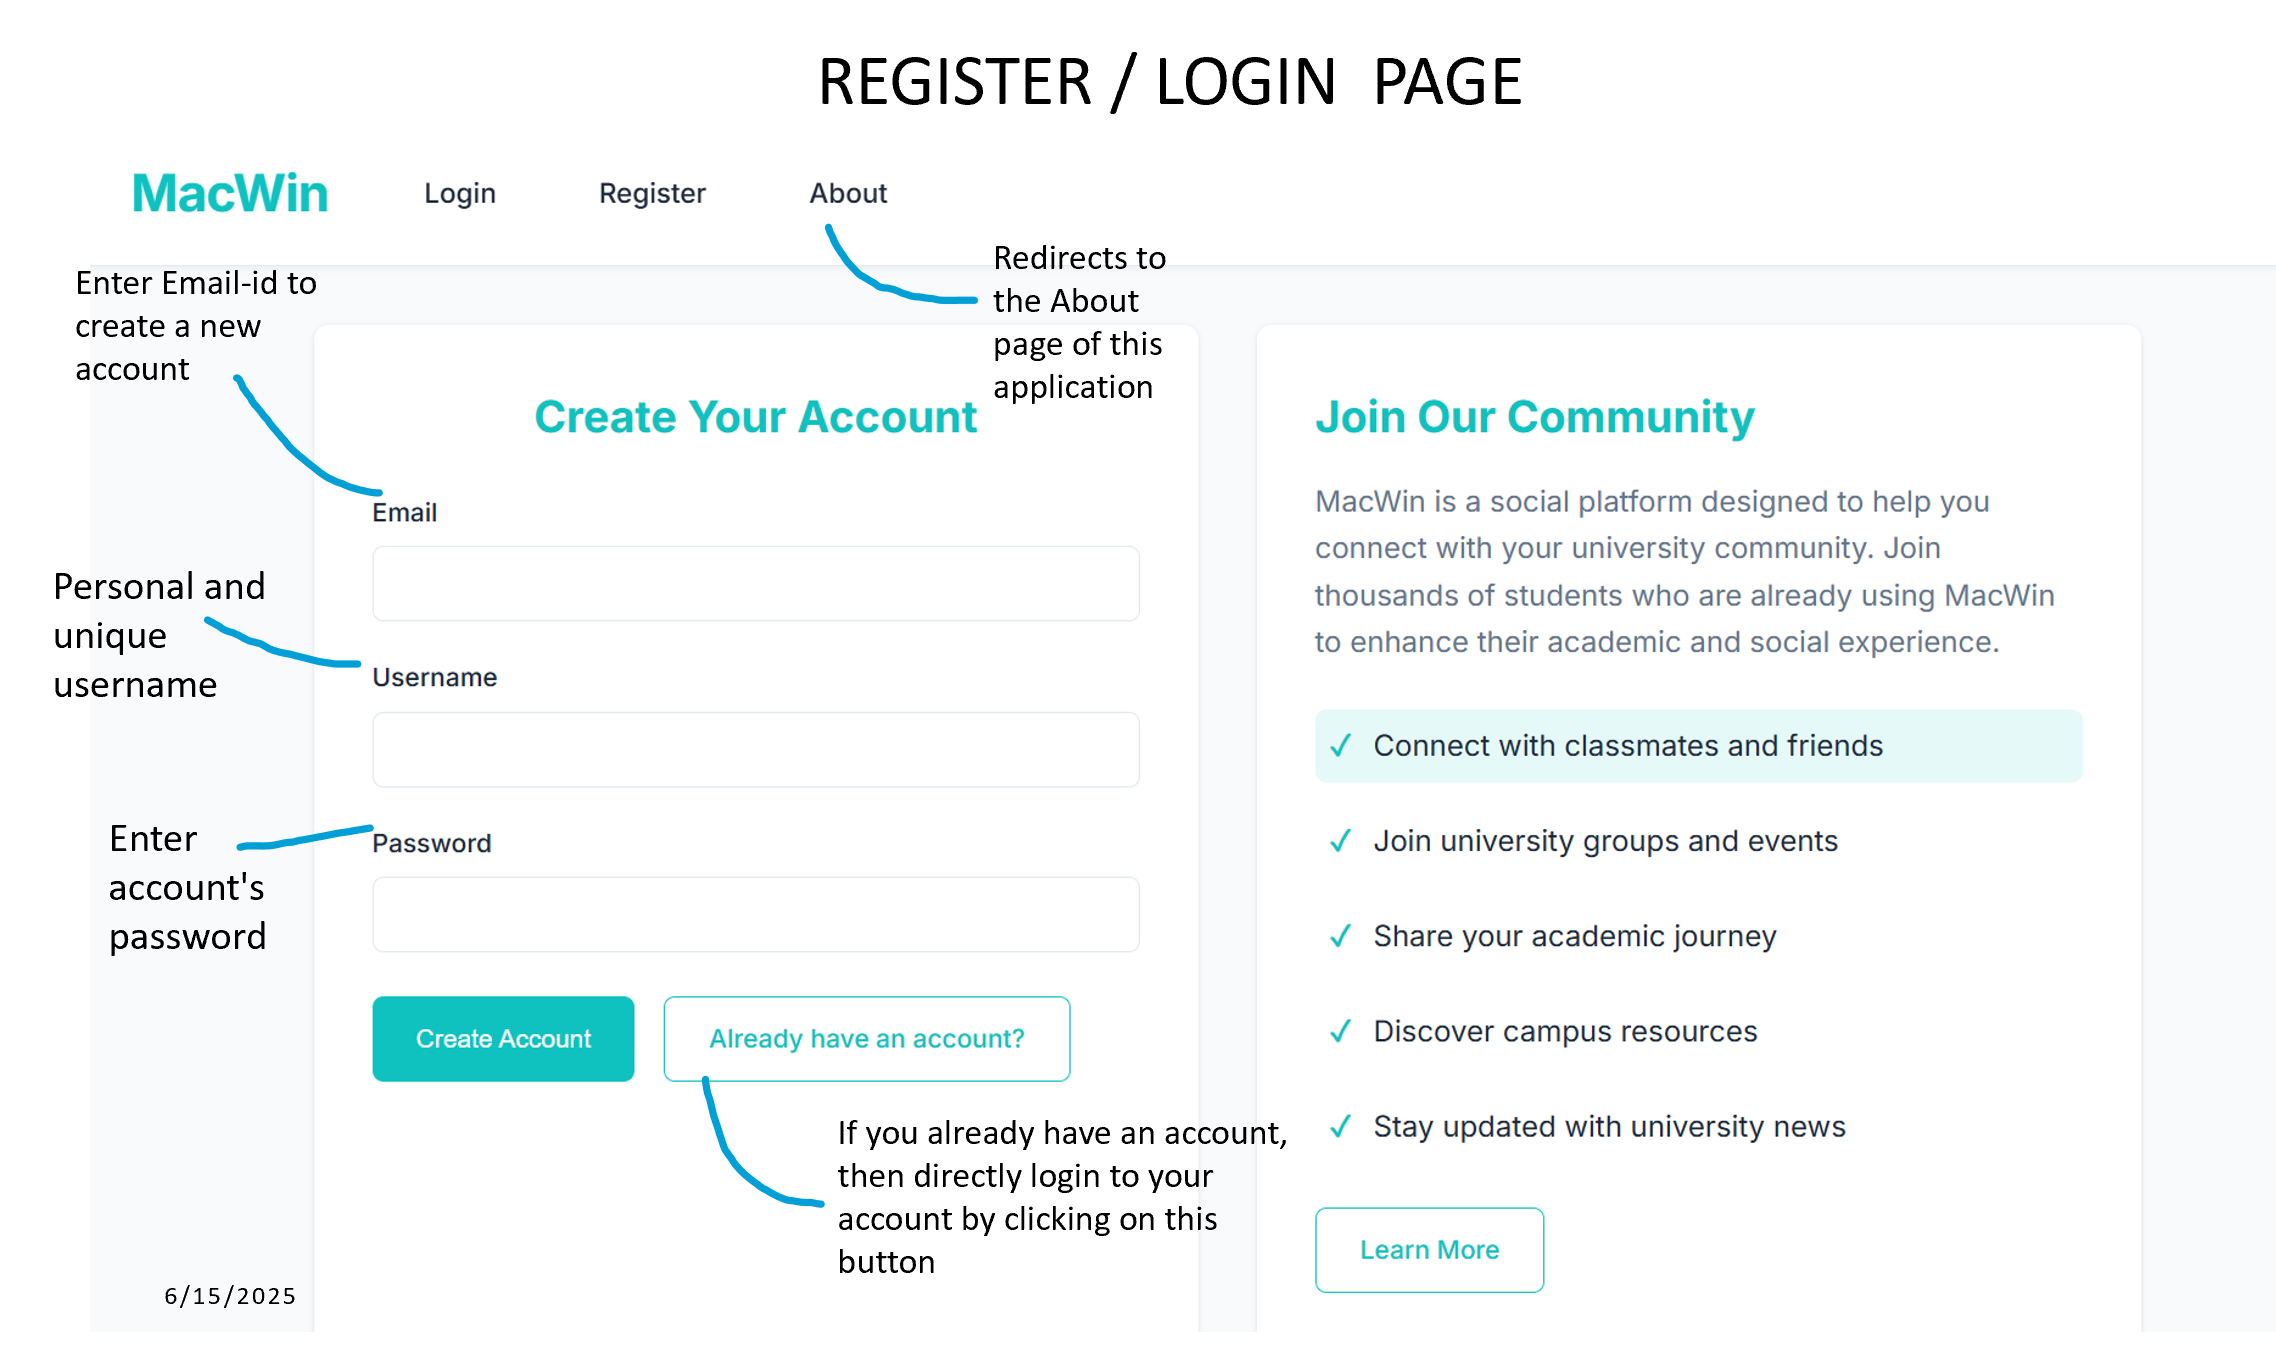 REGISTER / LOGIN PAGE
MacWin
Login
Register
About
Redirects to
the About
page of this
application
Enter Email-id to
create a new
account
Create Your Account
Email
Personal and
unique
username
Username
Enter
account's
password
Password
Create Account
Already have an account?
If you already have an account,
then directly login to your
account by clicking on this
button
Join Our Community
MacWin is a social platform designed to help you
connect with your university community. Join
thousands of students who are already using MacWin
to enhance their academic and social experience.
✓ Connect with classmates and friends
✓ Join university groups and events
✓ Share your academic journey
✓ Discover campus resources
✓ Stay updated with university news
Learn More
6/15/2025